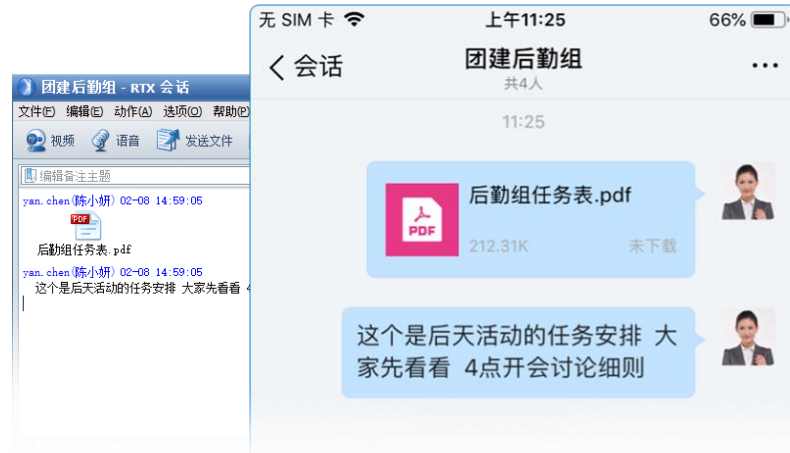 团建后勤组 - RTX 会话
文件(F) 编辑(E) 动作(A) 选项(O) 帮助(
视频 语音 发送文件
编辑备注主题
yan.chen(陈小妍) 02-08 14:59:05
PDF
后勤组任务表.pdf
yan.chen(陈小妍) 02-08 14:59:05
这个是后天活动的任务安排 大家先看看
无 SIM 卡 上午11:25 66%
会话 团建后勤组 ...
共4人
11:25
后勤组任务表.pdf
PDF
212.31K 未下载
这个是后天活动的任务安排 大
家先看看 4点开会讨论细则